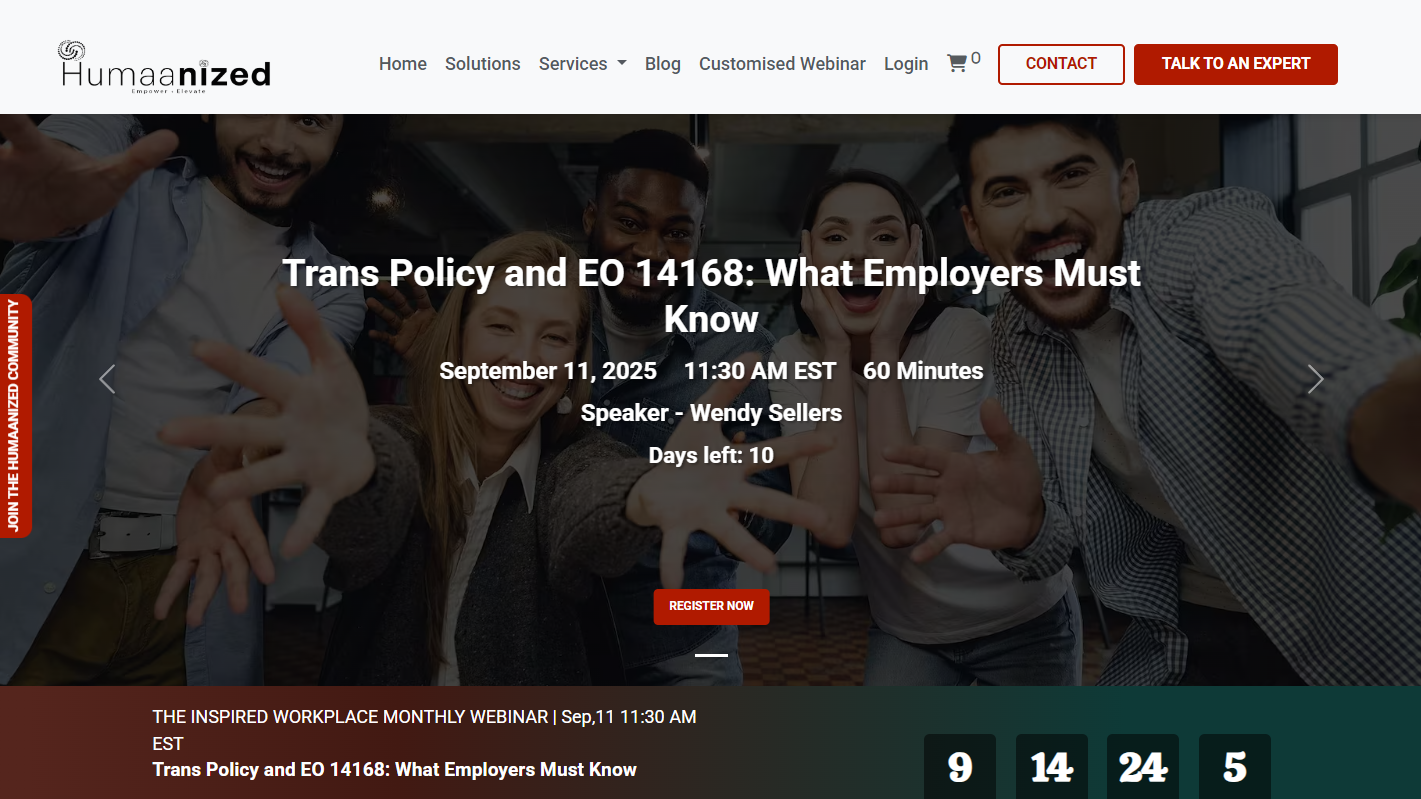 Humaanized
Empower - Elevate
Home
Solutions
Services
Blog
Customised Webinar
Login
0
CONTACT
TALK TO AN EXPERT
JOIN THE HUMAANIZED COMMUNITY
Trans Policy and EO 14168: What Employers Must
Know
September 11, 2025 11:30 AM EST 60 Minutes
Speaker - Wendy Sellers
Days left: 10
REGISTER NOW
THE INSPIRED WORKPLACE MONTHLY WEBINAR | Sep,11 11:30 AM
EST
Trans Policy and EO 14168: What Employers Must Know
9 14 24 5